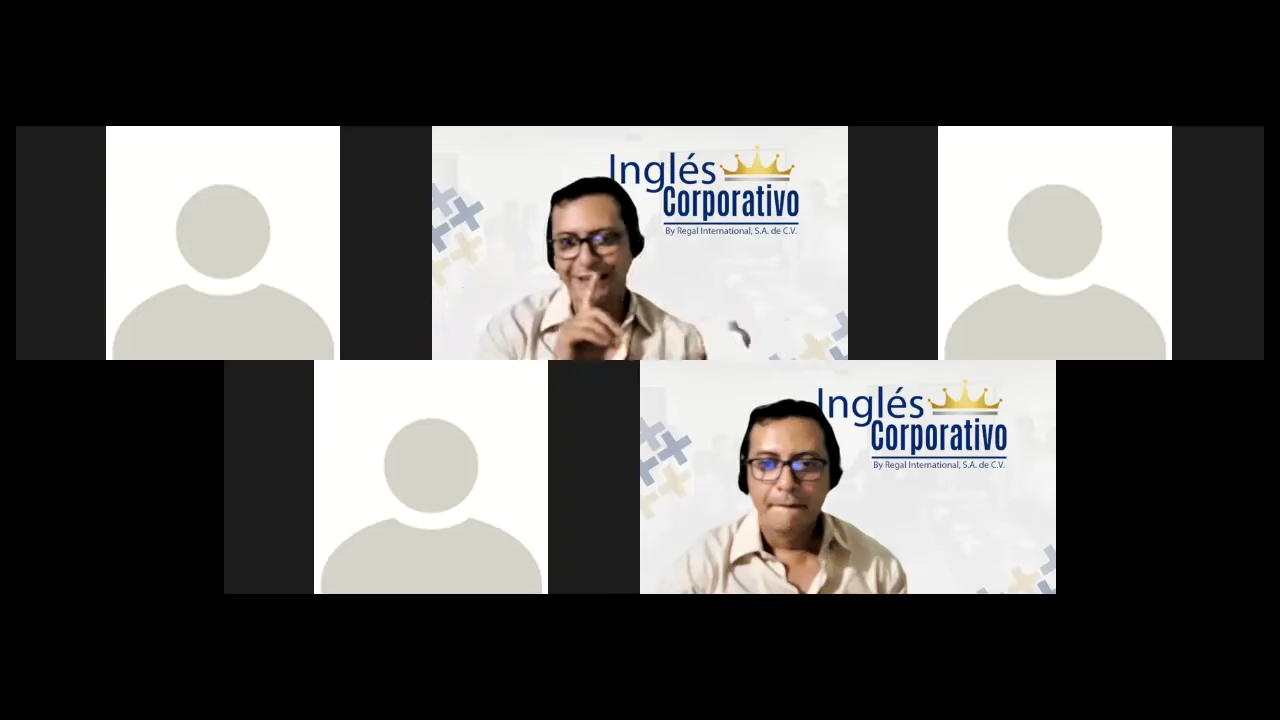 Inglés
Corporativo
By Regal International, S.A. de C.V.
Inglés
Corporativo
By Regal International, S.A. de C.V.